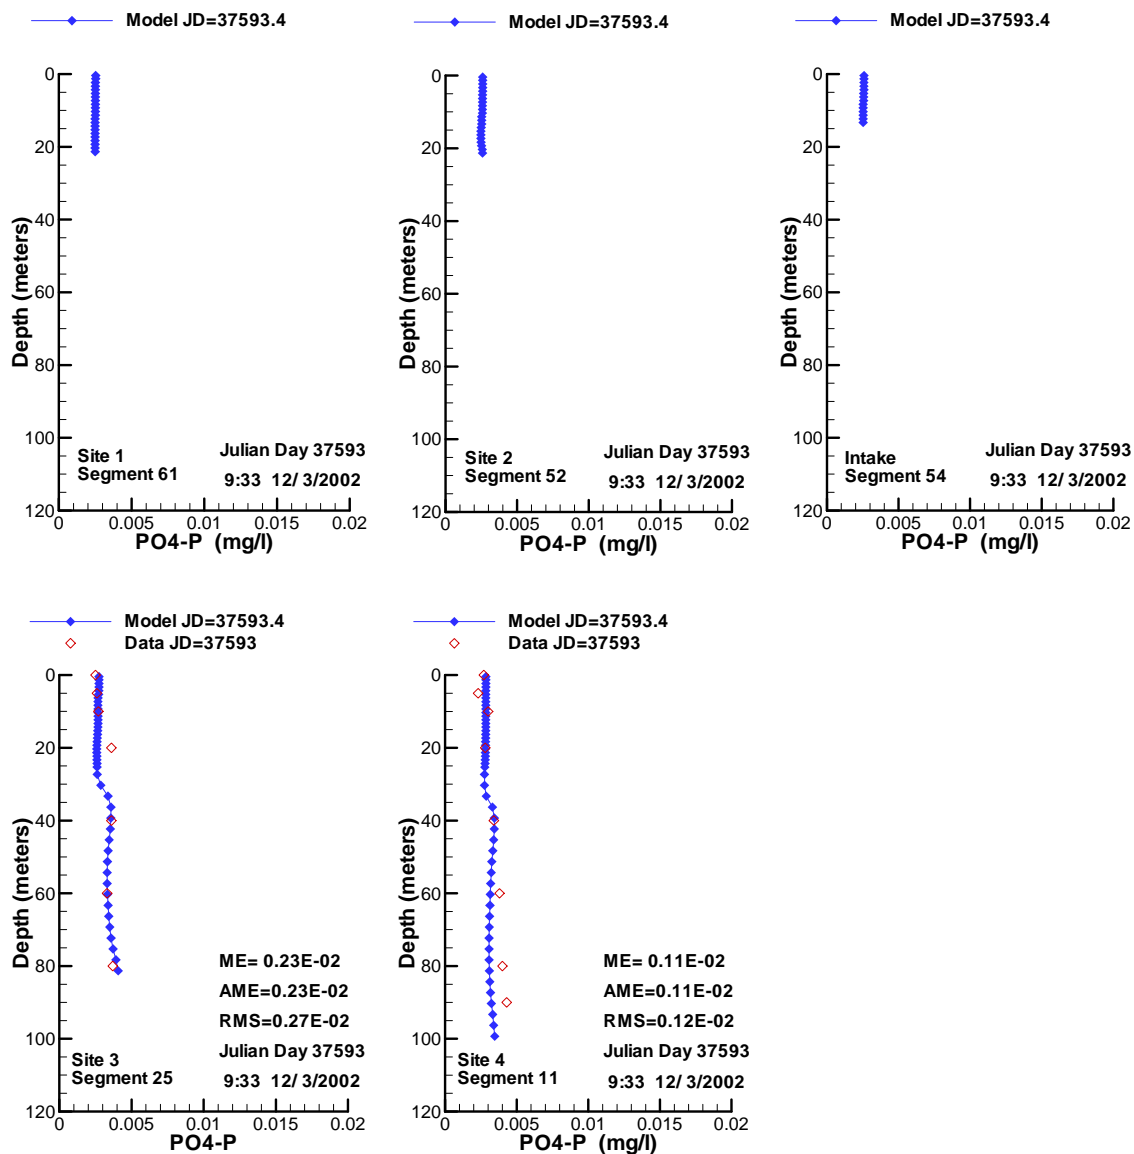 Model JD=37593.4
0
20
40
60
80
100
120
Depth (meters)
Site 1
Segment 61
Julian Day 37593
9:33 12/ 3/2002
0 0.005 0.01 0.015 0.02
PO4-P (mg/l)
Model JD=37593.4
0
20
40
60
80
100
120
Depth (meters)
Site 2
Segment 52
Julian Day 37593
9:33 12/ 3/2002
0 0.005 0.01 0.015 0.02
PO4-P (mg/l)
Model JD=37593.4
0
20
40
60
80
100
120
Depth (meters)
Intake
Segment 54
Julian Day 37593
9:33 12/ 3/2002
0 0.005 0.01 0.015 0.02
PO4-P (mg/l)
Model JD=37593.4
Data JD=37593
0
20
40
60
80
100
120
Depth (meters)
ME= 0.23E-02
AME=0.23E-02
RMS=0.27E-02
Site 3
Segment 25
Julian Day 37593
9:33 12/ 3/2002
0 0.005 0.01 0.015 0.02
PO4-P
Model JD=37593.4
Data JD=37593
0
20
40
60
80
100
120
Depth (meters)
ME= 0.11E-02
AME=0.11E-02
RMS=0.12E-02
Site 4
Segment 11
Julian Day 37593
9:33 12/ 3/2002
0 0.005 0.01 0.015 0.02
PO4-P (mg/l)